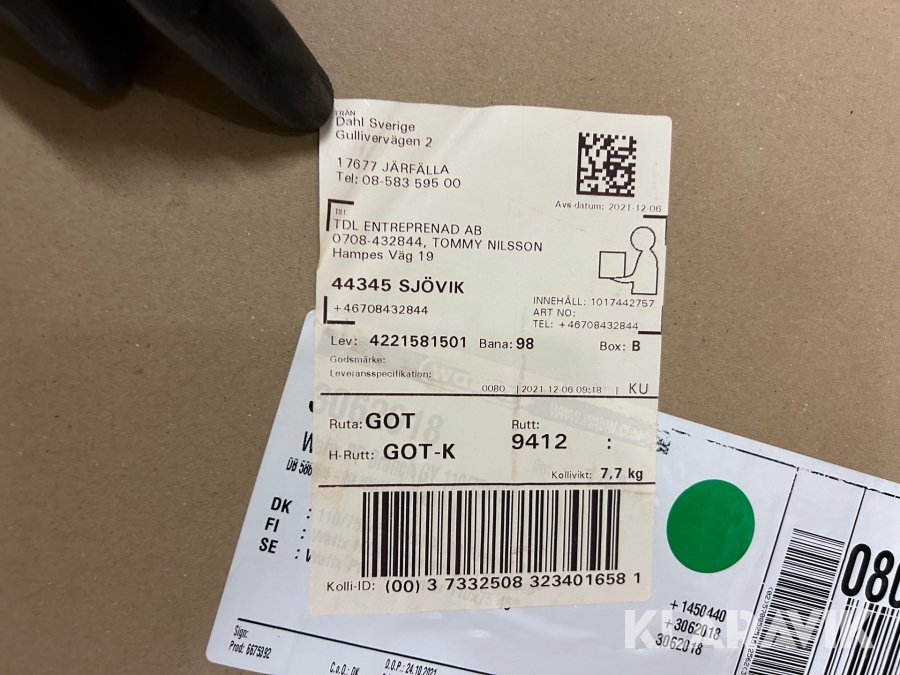 FRÅN
Dahl Sverige
Gullivervägen 2
17677 JÄRFÄLLA
Tel: 08-583 595 00
Avs-datum: 2021-12-06
TILL
TDL ENTREPRENAD AB
0708-432844, TOMMY NILSSON
Hampes Väg 19
44345 SJÖVIK
+46708432844
INNEHÅLL: 1017442757
ART NO:
TEL: +46708432844
Lev: 4221581501 Bana: 98 Box: B
Godsmärke:
Leveransspecifikation:
0080 2021-12-06 09:18 KU
Ruta: GOT Rutt:
H-Rutt: GOT-K 9412 :
Kollivikt: 7,7 kg
Kolli-ID: (00) 3 7332508 323401658 1
DK :
FI :
SE :
+ 1450440
+3062018
3062018
080
Sign:
Prod: 6675392
C.o.O.: DK
D.O.P.: 24.10.2021
KLARAVIK